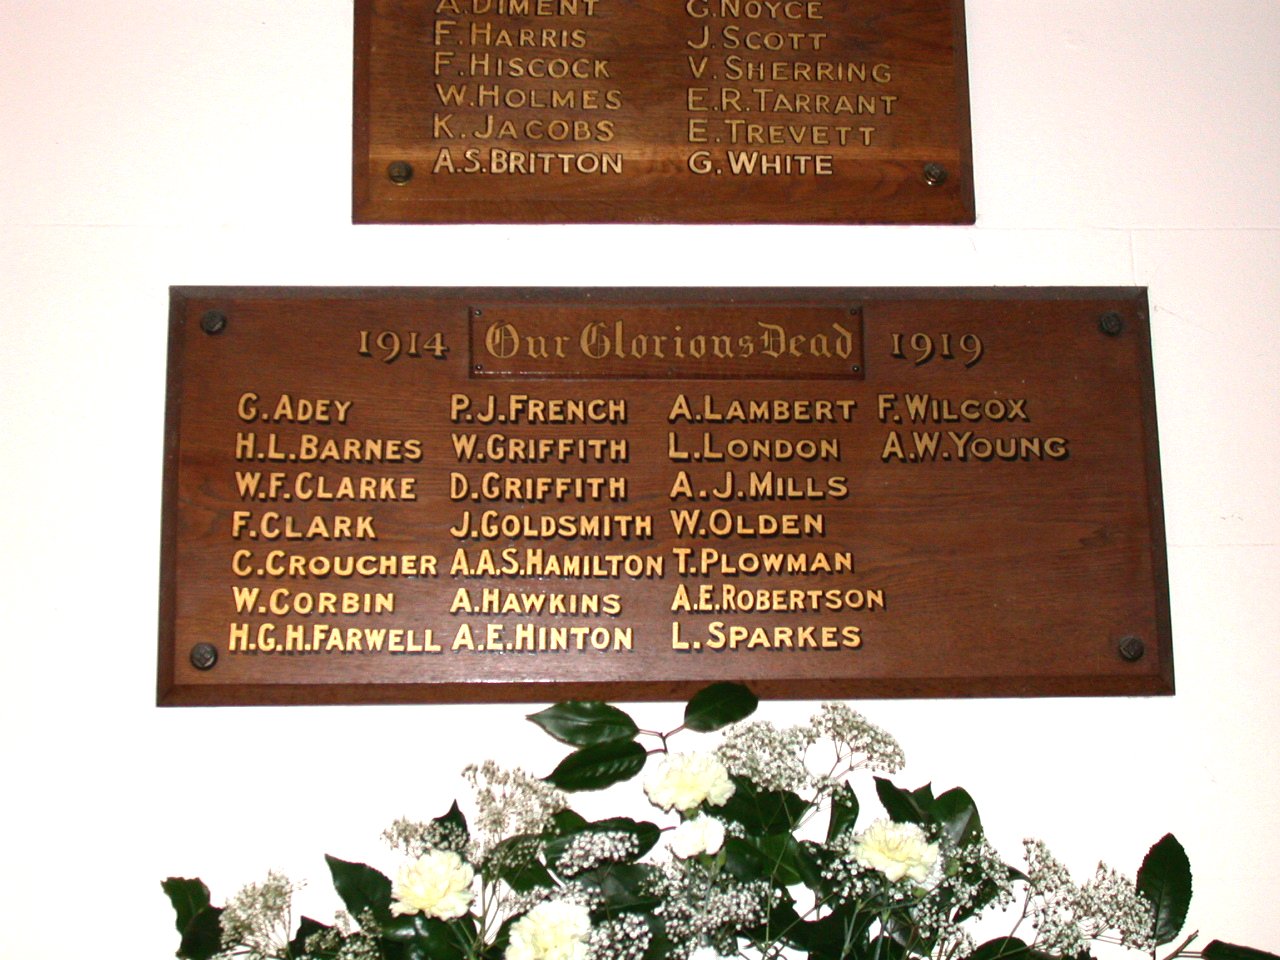 A. DIMENT
F. HARRIS
F. HISCOCK
W. HOLMES
K. JACOBS
A.S. BRITTON
G. NOYCE
J. SCOTT
V. SHERRING
E.R. TARRANT
E. TREVETT
G. WHITE
1914 Our Glorious Dead 1919
G. ADEY
H.L. BARNES
W.F. CLARKE
F. CLARK
C. CROUCHER
W. CORBIN
H.G.H. FARWELL
P.J. FRENCH
W. GRIFFITH
D. GRIFFITH
J. GOLDSMITH
A.A.S. HAMILTON
A. HAWKINS
A.E. HINTON
A. LAMBERT
L. LONDON
A.J. MILLS
W. OLDEN
T. PLOWMAN
A.E. ROBERTSON
L. SPARKES
F. WILCOX
A.W. YOUNG